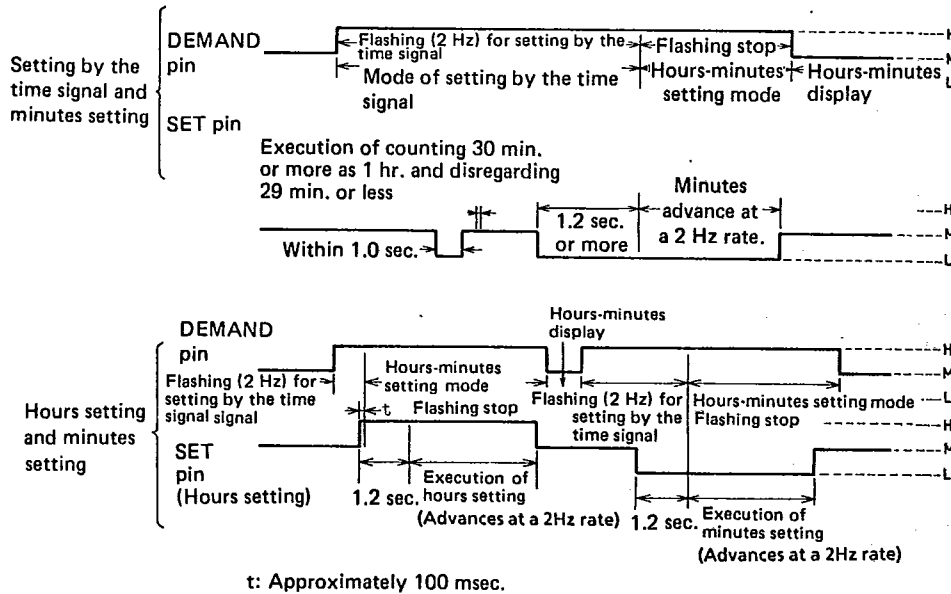 Setting by the
time signal and
minutes setting
DEMAND
pin
Flashing (2 Hz) for setting by the
time signal
Flashing stop
Mode of setting by the time
signal
Hours-minutes
setting mode
Hours-minutes
display
H
M
L
SET pin
Execution of counting 30 min.
or more as 1 hr. and disregarding
29 min. or less
Within 1.0 sec.
1.2 sec.
or more
Minutes
advance at
a 2 Hz rate.
H
M
L
Hours setting
and minutes
setting
DEMAND
pin
Hours-minutes
display
H
M
L
Flashing (2 Hz) for
setting by the time
signal signal
Hours-minutes
setting mode
t
Flashing stop
Flashing (2 Hz) for
setting by the
time signal
Hours-minutes setting mode
Flashing stop
SET
pin
(Hours setting)
H
M
L
1.2 sec.
Execution of
hours setting
(Advances at a 2Hz rate)
1.2 sec.
Execution of
minutes setting
(Advances at a 2Hz rate)
t: Approximately 100 msec.